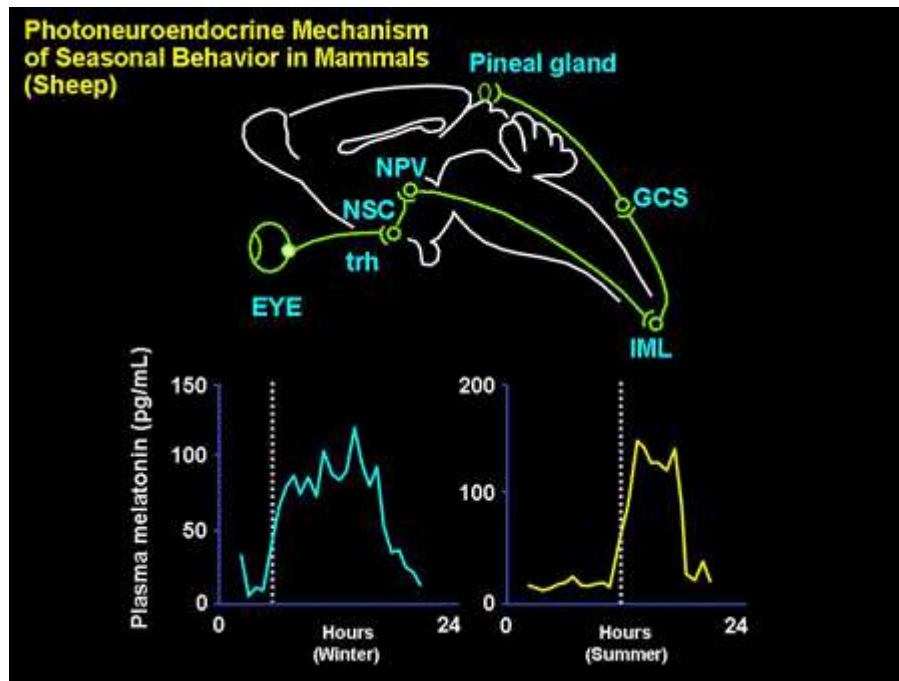 Photoneuroendocrine Mechanism
of Seasonal Behavior in Mammals
(Sheep)
Pineal gland
NPV
NSC
GCS
trh
EYE
IML
Plasma melatonin (pg/mL)
150
100
50
0
0
Hours
(Winter)
24
200
100
0
0
Hours
(Summer)
24